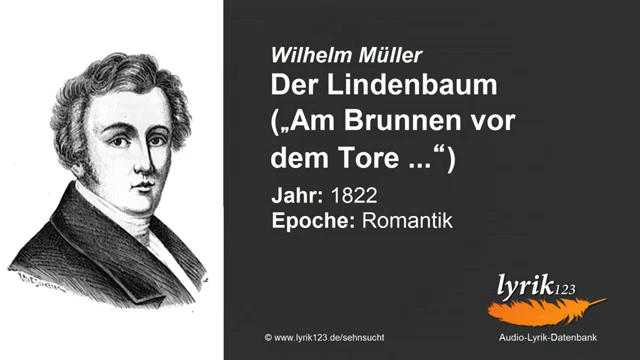 Wilhelm Müller
Der Lindenbaum
(„Am Brunnen vor
dem Tore ...“)
Jahr: 1822
Epoche: Romantik
lyrik123
© www.lyrik123.de/sehnsucht
Audio-Lyrik-Datenbank